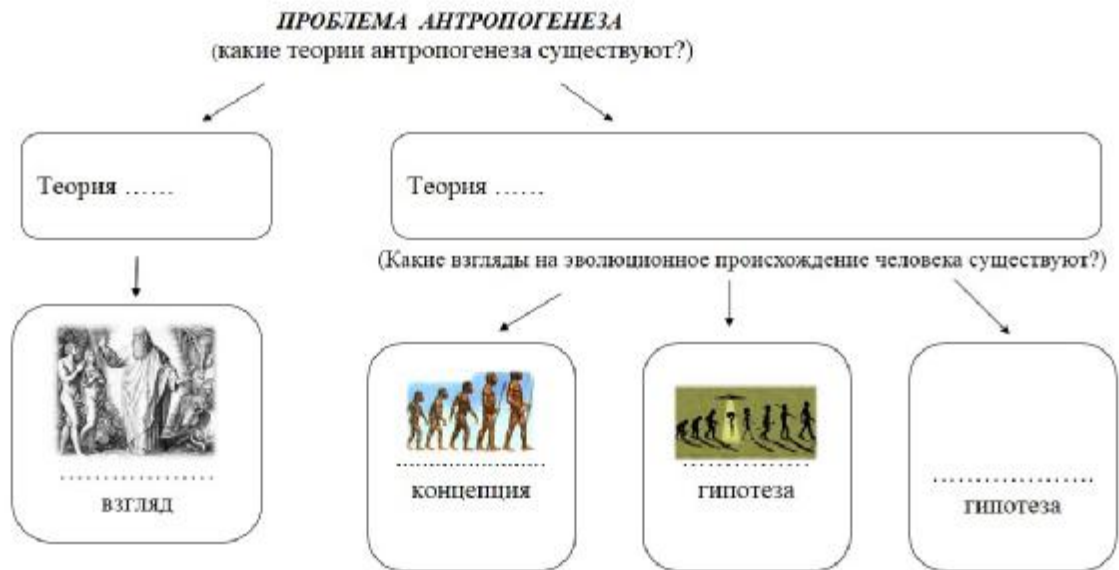 ПРОБЛЕМА АНТРОПОГЕНЕЗА
(какие теории антропогенеза существуют?)
Теория ......
Теория ......
(Какие взгляды на эволюционное происхождение человека существуют?)
..................
взгляд
..................
концепция
................
гипотеза
..................
гипотеза